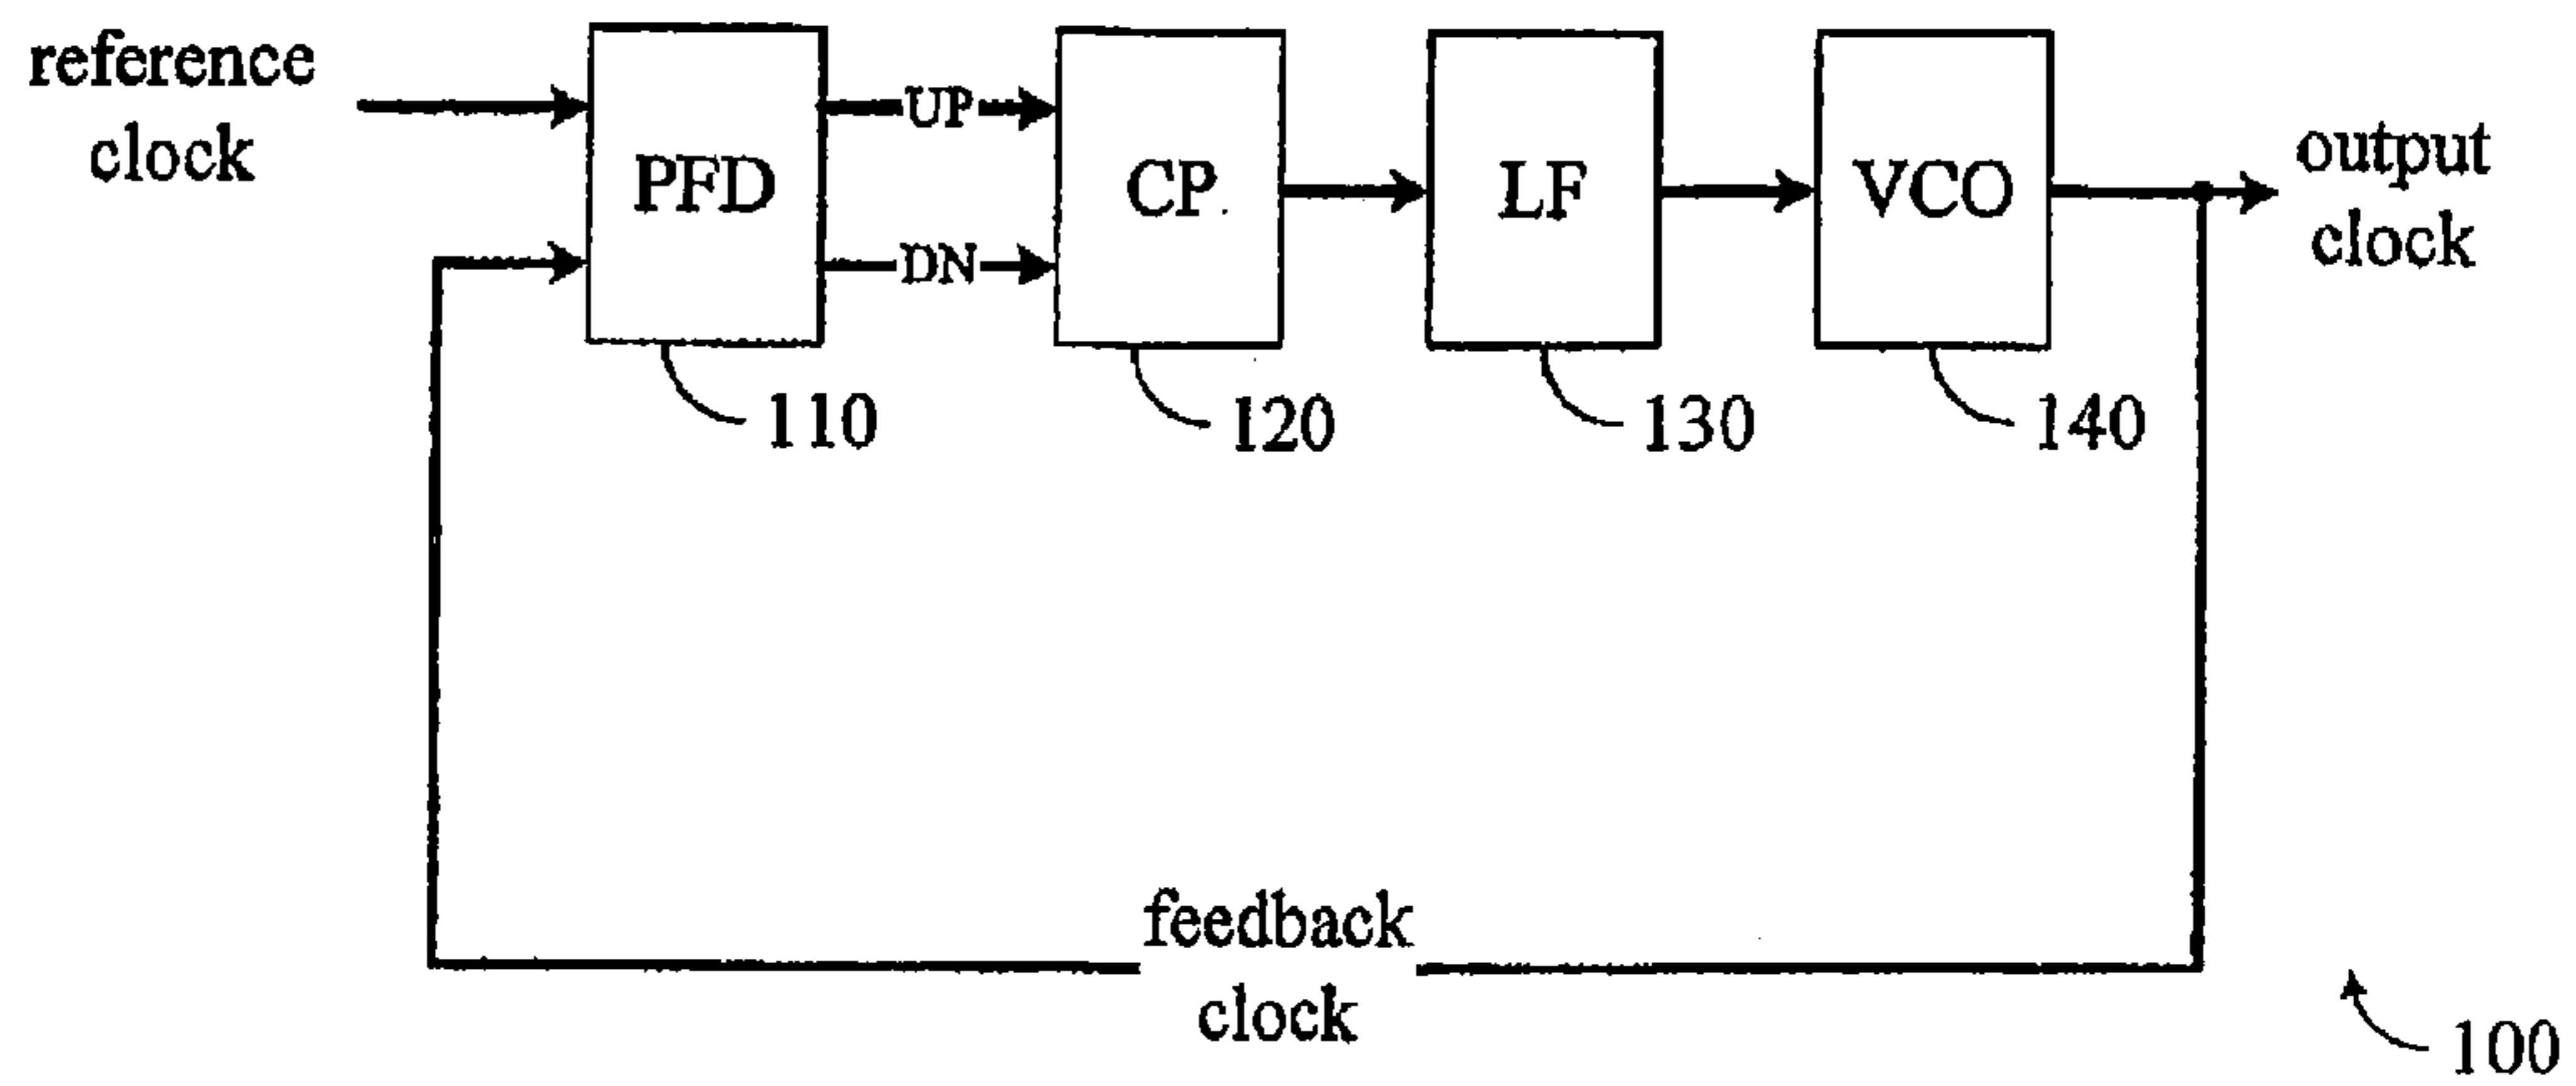 reference
clock
PFD
UP
DN
CP
LF
VCO
output
clock
110
120
130
140
feedback
clock
100